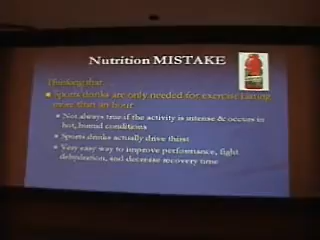 Nutrition MISTAKE
Thinking that
Sports drinks are only needed for exercise lasting
more than an hour
Not always true if the activity is intense & occurs in
hot, humid conditions
Sports drinks actually drive thirst
Very easy way to improve performance, fight
dehydration, and decrease recovery time